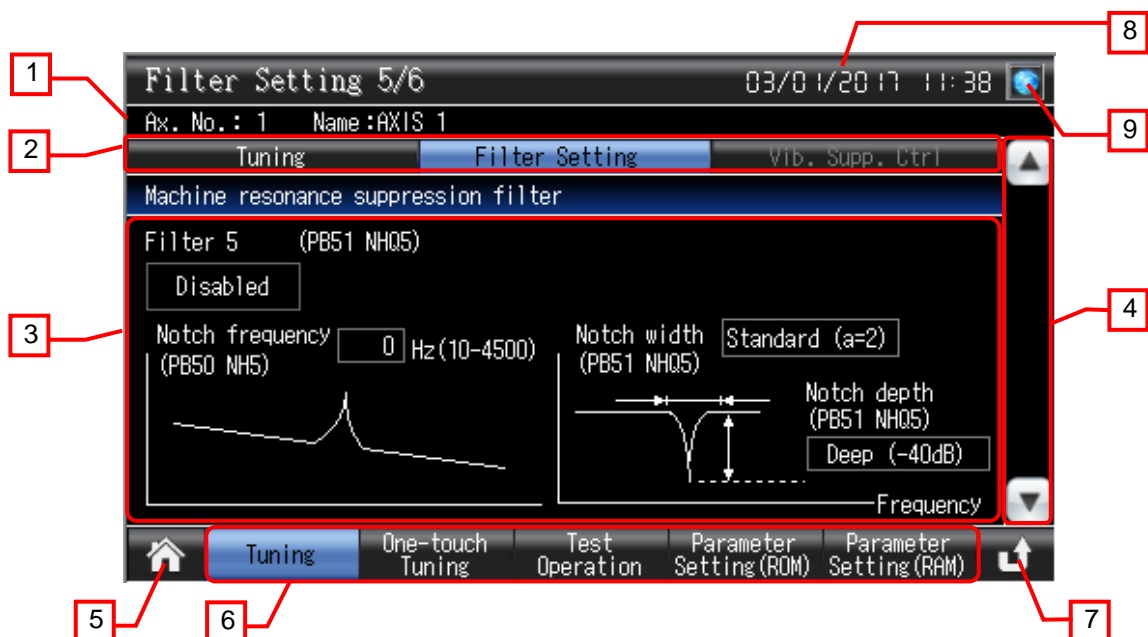 8
1
Filter Setting 5/6
03/01/2017 11:38
9
Ax. No.: 1 Name:AXIS 1
2
Tuning
Filter Setting
Vib. Supp. Ctrl
Machine resonance suppression filter
Filter 5 (PB51 NHQ5)
Disabled
3
4
Notch frequency
(PB50 NH5)
0
Hz(10-4500)
Notch width
(PB51 NHQ5)
Standard (a=2)
Notch depth
(PB51 NHQ5)
Deep (-40dB)
Frequency
Tuning
One-touch
Tuning
Test
Operation
Parameter
Setting(ROM)
Parameter
Setting(RAM)
5
6
7